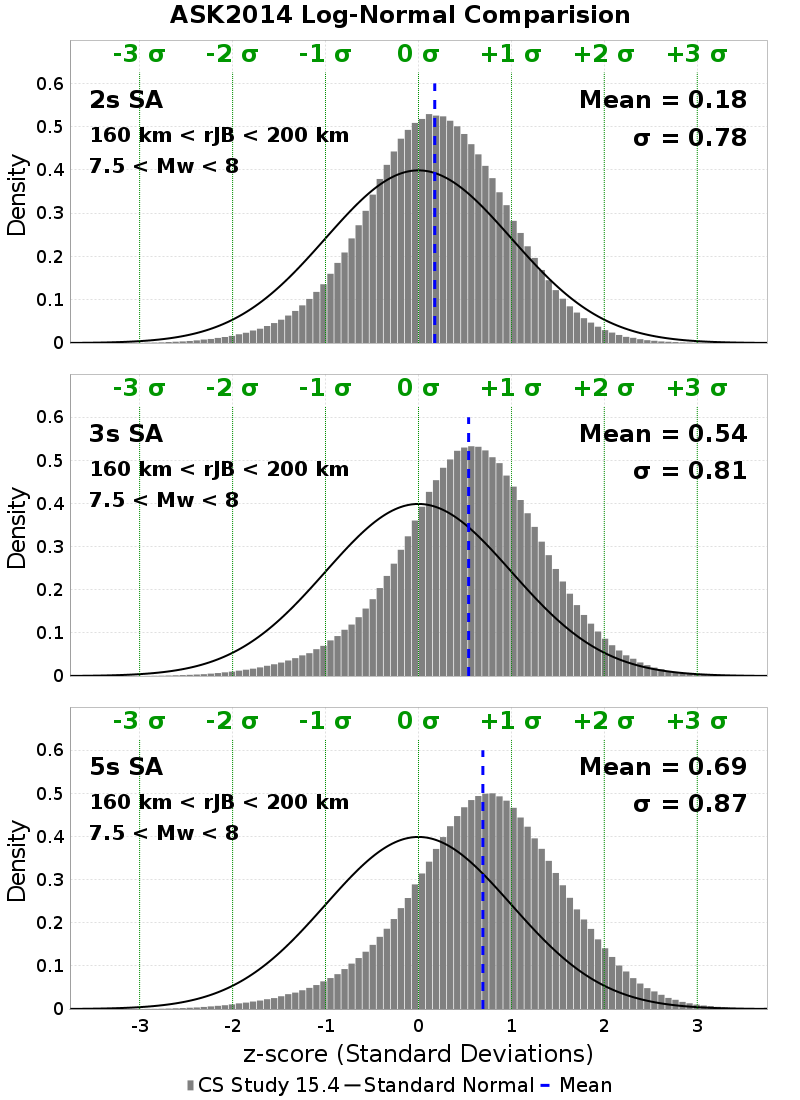 ASK2014 Log-Normal Comparision
-3 σ -2 σ -1 σ 0 σ +1 σ +2 σ +3 σ
0.6
2s SA Mean = 0.18
0.5
160 km < rJB < 200 km σ = 0.78
7.5 < Mw < 8
0.4
Density
0.3
0.2
0.1
0
-3 σ -2 σ -1 σ 0 σ +1 σ +2 σ +3 σ
0.6
3s SA Mean = 0.54
0.5
160 km < rJB < 200 km σ = 0.81
7.5 < Mw < 8
0.4
Density
0.3
0.2
0.1
0
-3 σ -2 σ -1 σ 0 σ +1 σ +2 σ +3 σ
0.6
5s SA Mean = 0.69
0.5
160 km < rJB < 200 km σ = 0.87
7.5 < Mw < 8
0.4
Density
0.3
0.2
0.1
0
-3 -2 -1 0 1 2 3
z-score (Standard Deviations)
CS Study 15.4 Standard Normal Mean